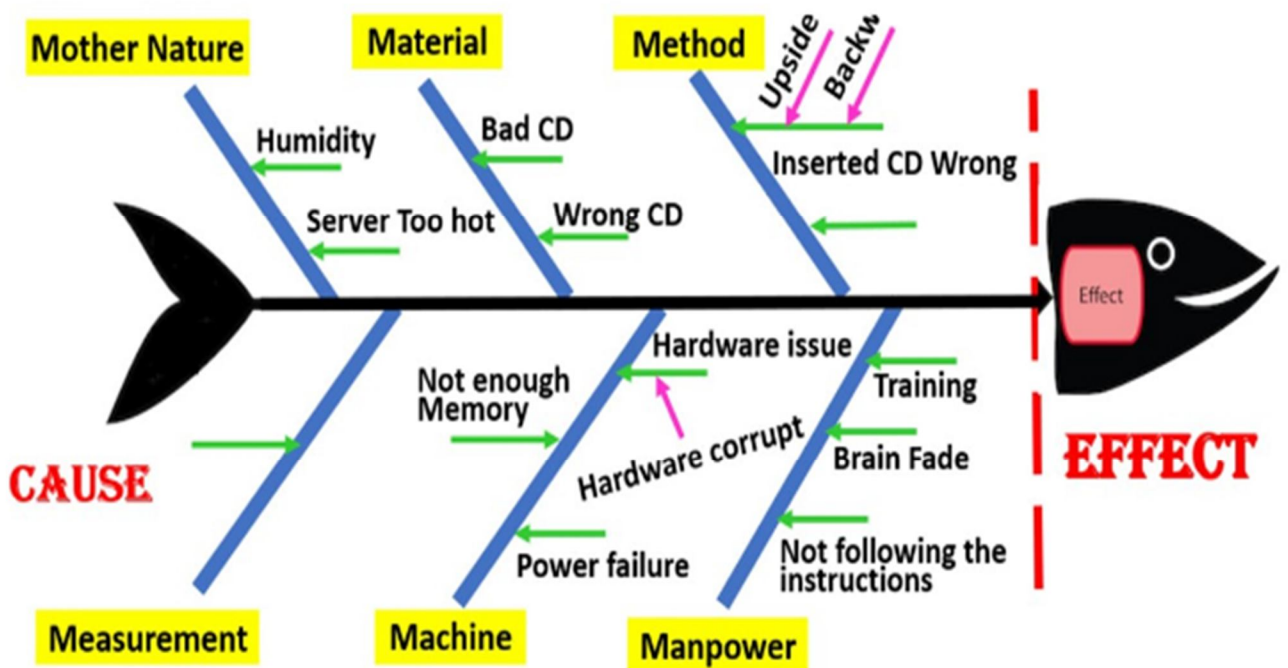 Mother Nature
Material
Method
Upside
Backw
Humidity
Bad CD
Inserted CD Wrong
Server Too hot
Wrong CD
Effect
Hardware issue
Not enough
Memory
Training
Hardware corrupt
Brain Fade
CAUSE
EFFECT
Power failure
Not following the
instructions
Measurement
Machine
Manpower